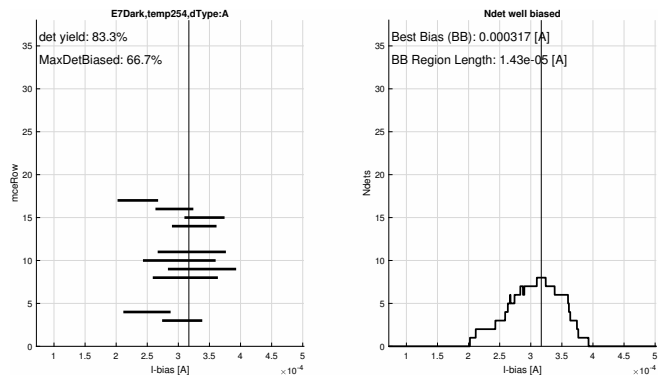 E7Dark,temp254,dType:A
det yield: 83.3%
MaxDetBiased: 66.7%
mceRow
35
30
25
20
15
10
5
0
1 1.5 2 2.5 3 3.5 4 4.5 5
I-bias [A]
×10⁻⁴
Ndet well biased
Best Bias (BB): 0.000317 [A]
BB Region Length: 1.43e-05 [A]
Ndets
35
30
25
20
15
10
5
0
1 1.5 2 2.5 3 3.5 4 4.5 5
I-bias [A]
×10⁻⁴